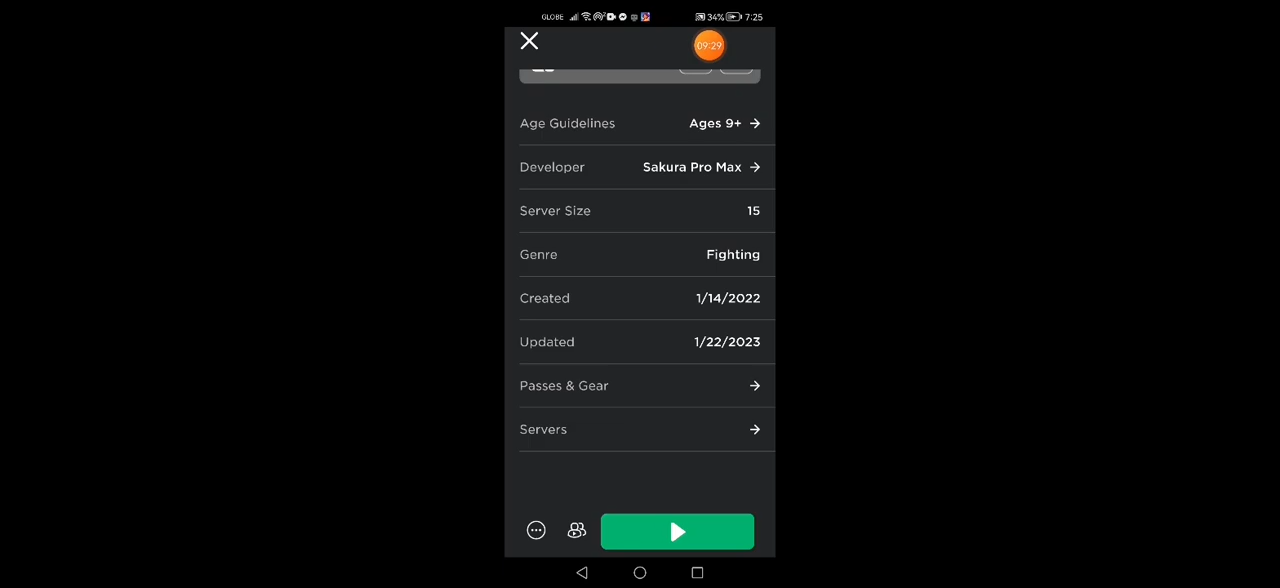 GLOBE 34% 7:25
09:29
Age Guidelines Ages 9+
Developer Sakura Pro Max
Server Size 15
Genre Fighting
Created 1/14/2022
Updated 1/22/2023
Passes & Gear
Servers